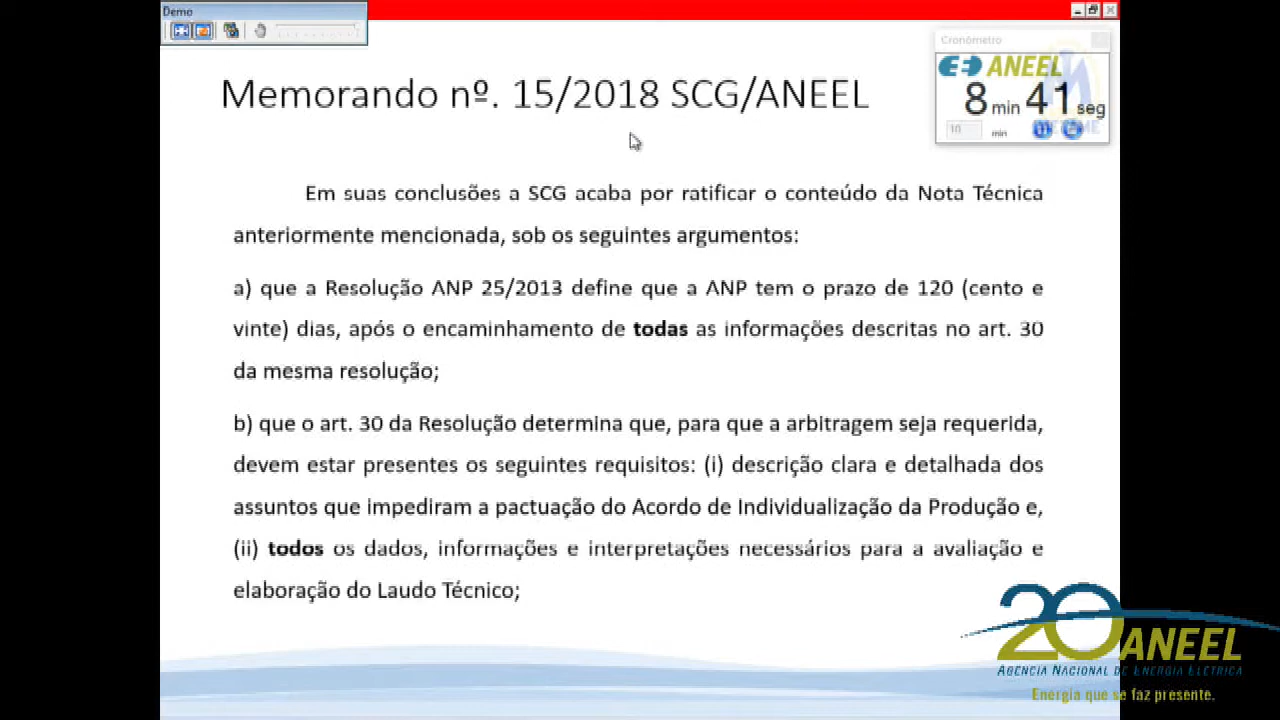 Demo
Cronômetro
ANEEL
8 min 41 seg
10 min
Memorando nº. 15/2018 SCG/ANEEL
Em suas conclusões a SCG acaba por ratificar o conteúdo da Nota Técnica
anteriormente mencionada, sob os seguintes argumentos:
a) que a Resolução ANP 25/2013 define que a ANP tem o prazo de 120 (cento e
vinte) dias, após o encaminhamento de todas as informações descritas no art. 30
da mesma resolução;
b) que o art. 30 da Resolução determina que, para que a arbitragem seja requerida,
devem estar presentes os seguintes requisitos: (i) descrição clara e detalhada dos
assuntos que impediram a pactuação do Acordo de Individualização da Produção e,
(ii) todos os dados, informações e interpretações necessários para a avaliação e
elaboração do Laudo Técnico;
20 ANEEL
AGÊNCIA NACIONAL DE ENERGIA ELÉTRICA
Energia que se faz presente.